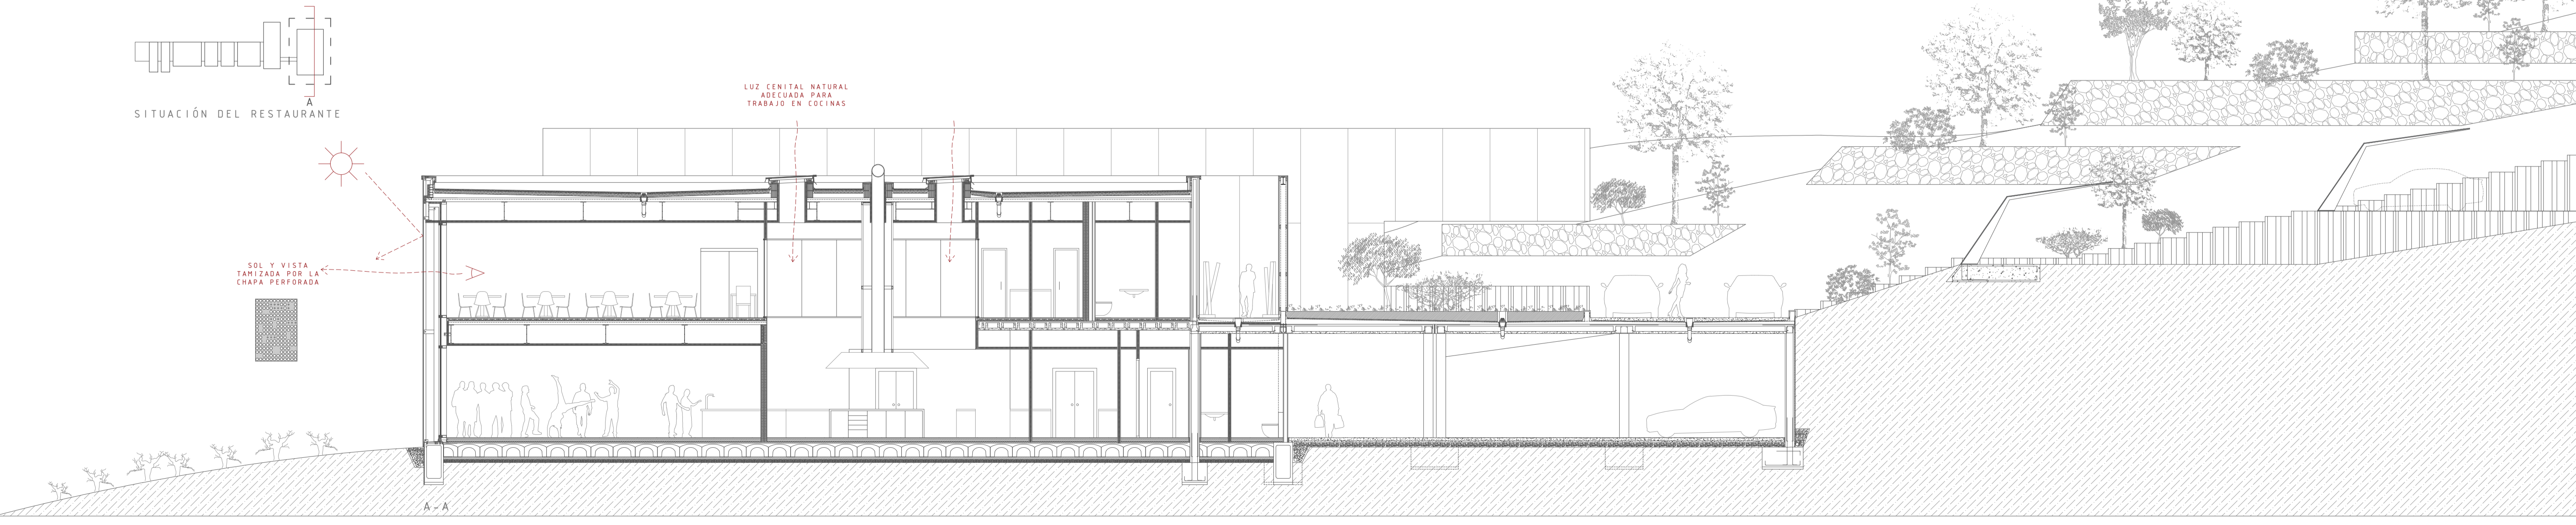 A
SITUACIÓN DEL RESTAURANTE
LUZ CENITAL NATURAL
ADECUADA PARA
TRABAJO EN COCINAS
SOL Y VISTA
TAMIZADA POR LA
CHAPA PERFORADA
A-A